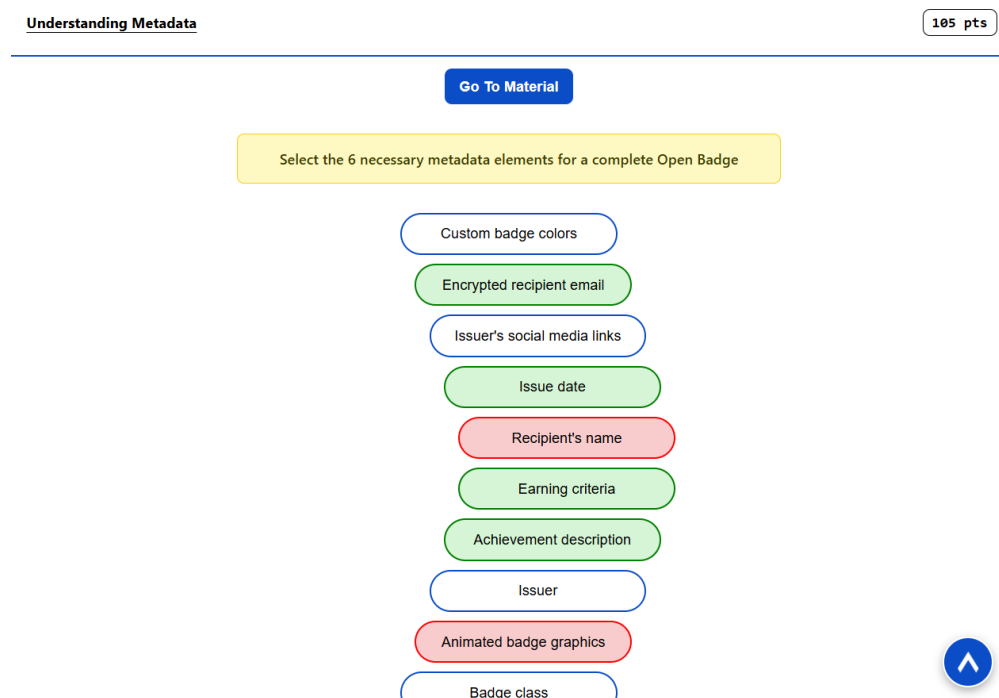 Understanding Metadata
105 pts
Go To Material
Select the 6 necessary metadata elements for a complete Open Badge
Custom badge colors
Encrypted recipient email
Issuer's social media links
Issue date
Recipient's name
Earning criteria
Achievement description
Issuer
Animated badge graphics
Badge class